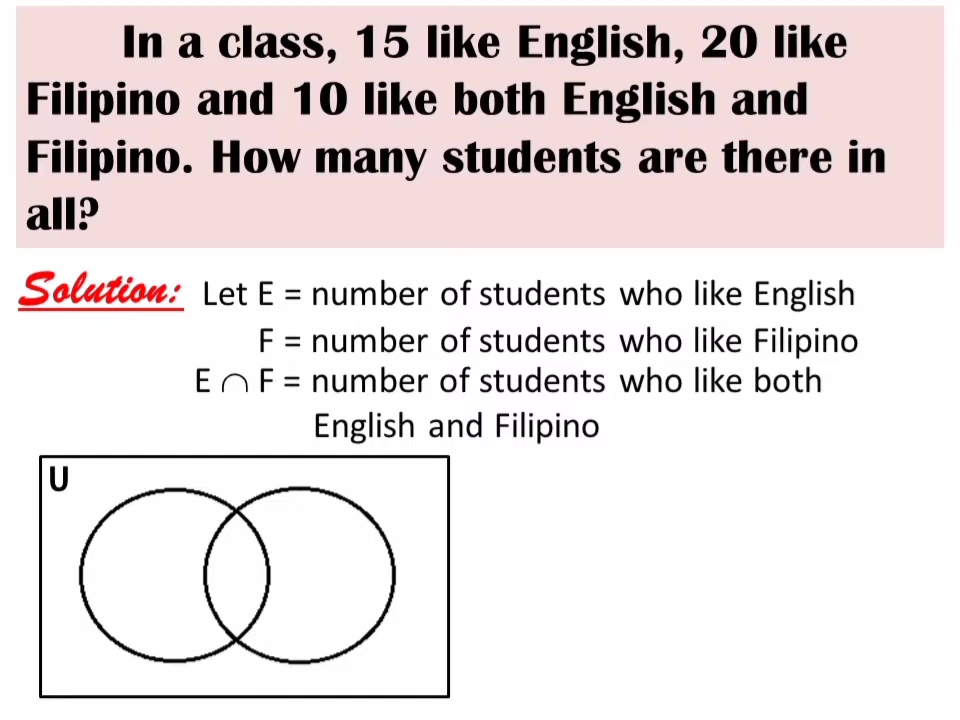 In a class, 15 like English, 20 like
Filipino and 10 like both English and
Filipino. How many students are there in
all?
Solution: Let E = number of students who like English
F = number of students who like Filipino
E ∩ F = number of students who like both
English and Filipino
U